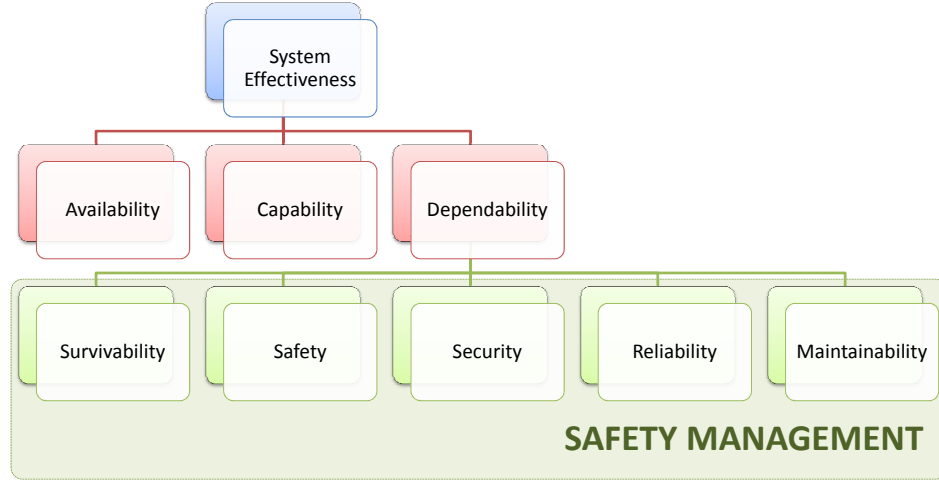 System
Effectiveness
Availability
Capability
Dependability
Survivability
Safety
Security
Reliability
Maintainability
SAFETY MANAGEMENT